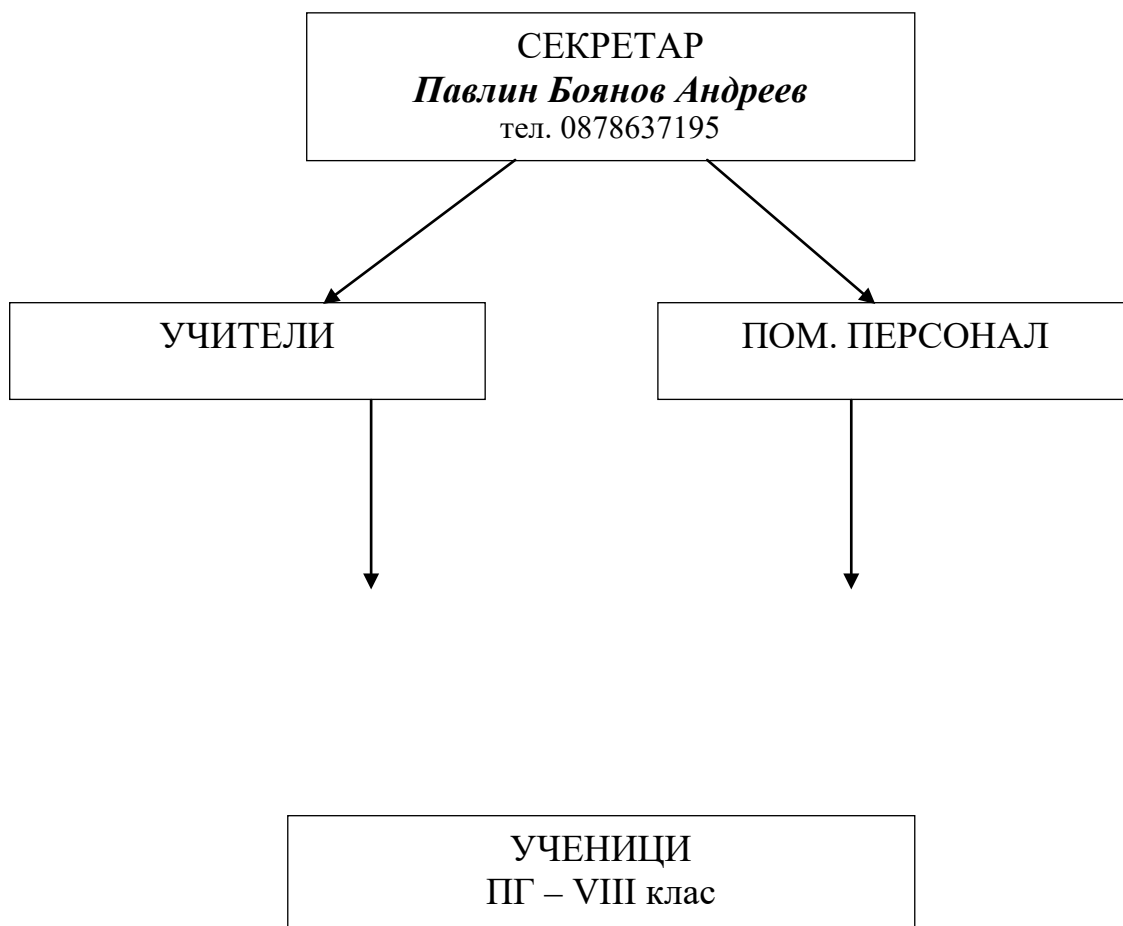 СЕКРЕТАР
Павлин Боянов Андреев
тел. 0878637195
УЧИТЕЛИ
ПОМ. ПЕРСОНАЛ
УЧЕНИЦИ
ПГ – VIII клас